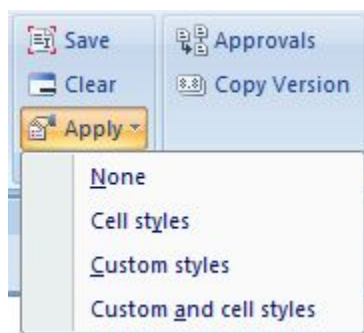 Save
Clear
Apply
Approvals
Copy Version
None
Cell styles
Custom styles
Custom and cell styles